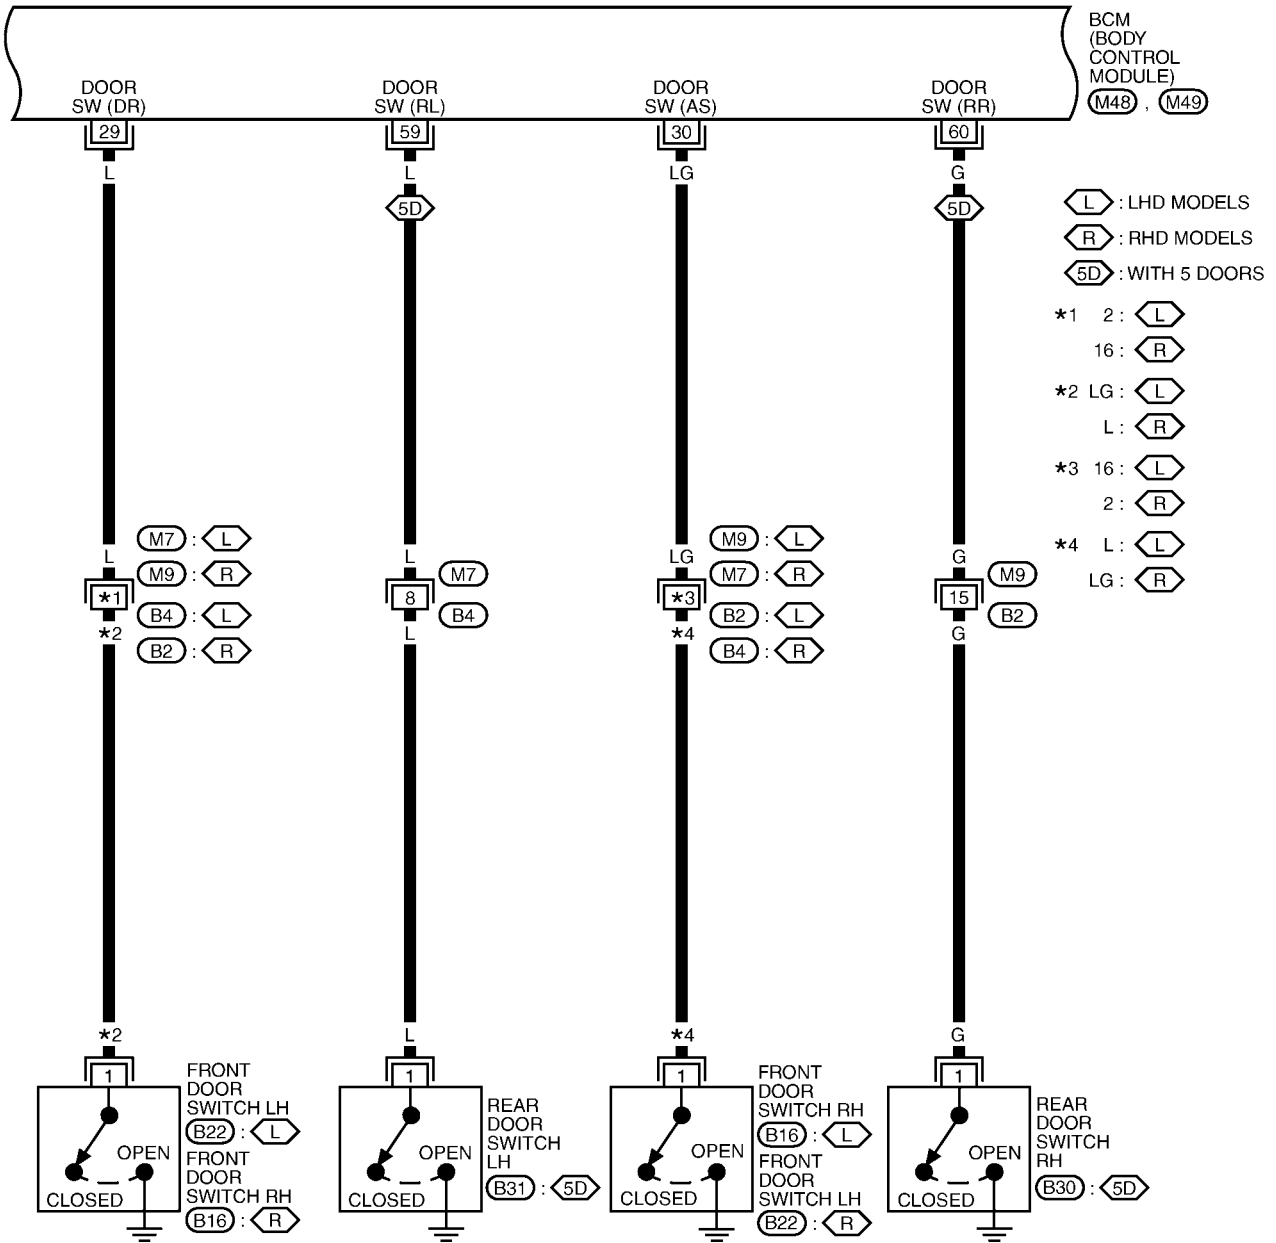 BCM
(BODY
CONTROL
MODULE)
M48 , M49
DOOR
SW (DR)
DOOR
SW (RL)
DOOR
SW (AS)
DOOR
SW (RR)
29
59
30
60
L
L
LG
G
5D
5D
L : LHD MODELS
R : RHD MODELS
5D : WITH 5 DOORS
*1 2 : L
16 : R
*2 LG : L
L : R
*3 16 : L
2 : R
*4 L : L
LG : R
L
*1
*2
M7 : L
M9 : R
B4 : L
B2 : R
L
8
L
M7
B4
LG
*3
*4
M9 : L
M7 : R
B2 : L
B4 : R
G
15
G
M9
B2
*2
L
*4
G
1
1
1
1
FRONT
DOOR
SWITCH LH
B22 : L
FRONT
DOOR
SWITCH RH
B16 : R
OPEN
CLOSED
REAR
DOOR
SWITCH
LH
B31 : 5D
OPEN
CLOSED
FRONT
DOOR
SWITCH RH
B16 : L
FRONT
DOOR
SWITCH LH
B22 : R
OPEN
CLOSED
REAR
DOOR
SWITCH
RH
B30 : 5D
OPEN
CLOSED